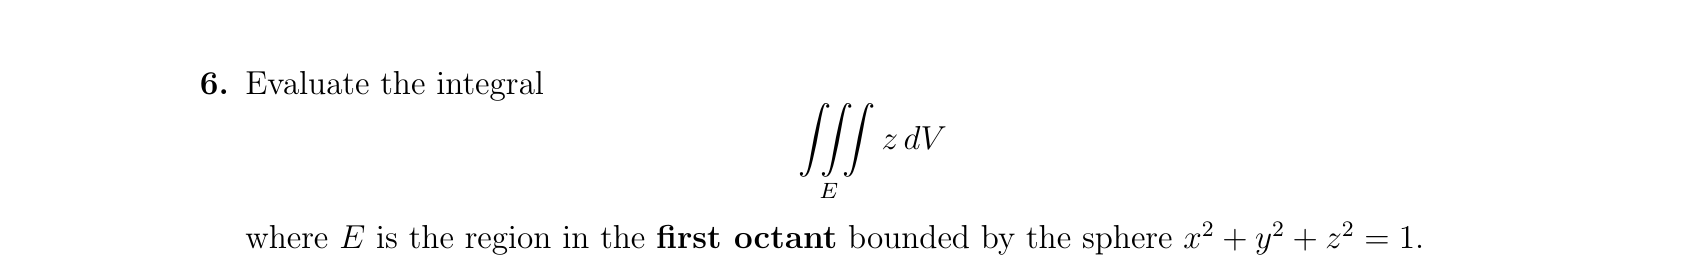 6. Evaluate the integral
∭_E z dV
where E is the region in the first octant bounded by the sphere x² + y² + z² = 1.